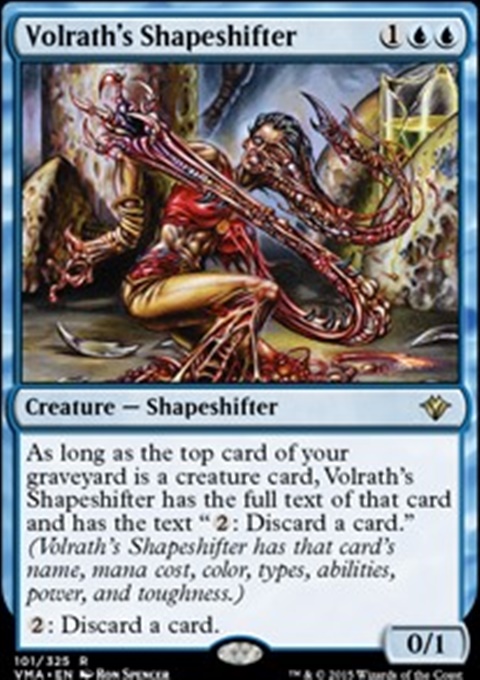 Volrath's Shapeshifter 1
Creature — Shapeshifter
As long as the top card of your
graveyard is a creature card, Volrath's
Shapeshifter has the full text of that card
and has the text “2: Discard a card.”
(Volrath's Shapeshifter has that card's
name, mana cost, color, types, abilities,
power, and toughness.)
2: Discard a card.
0/1
101/325 R
VMA • EN Ron Spencer
™ & © 2015 Wizards of the Coast